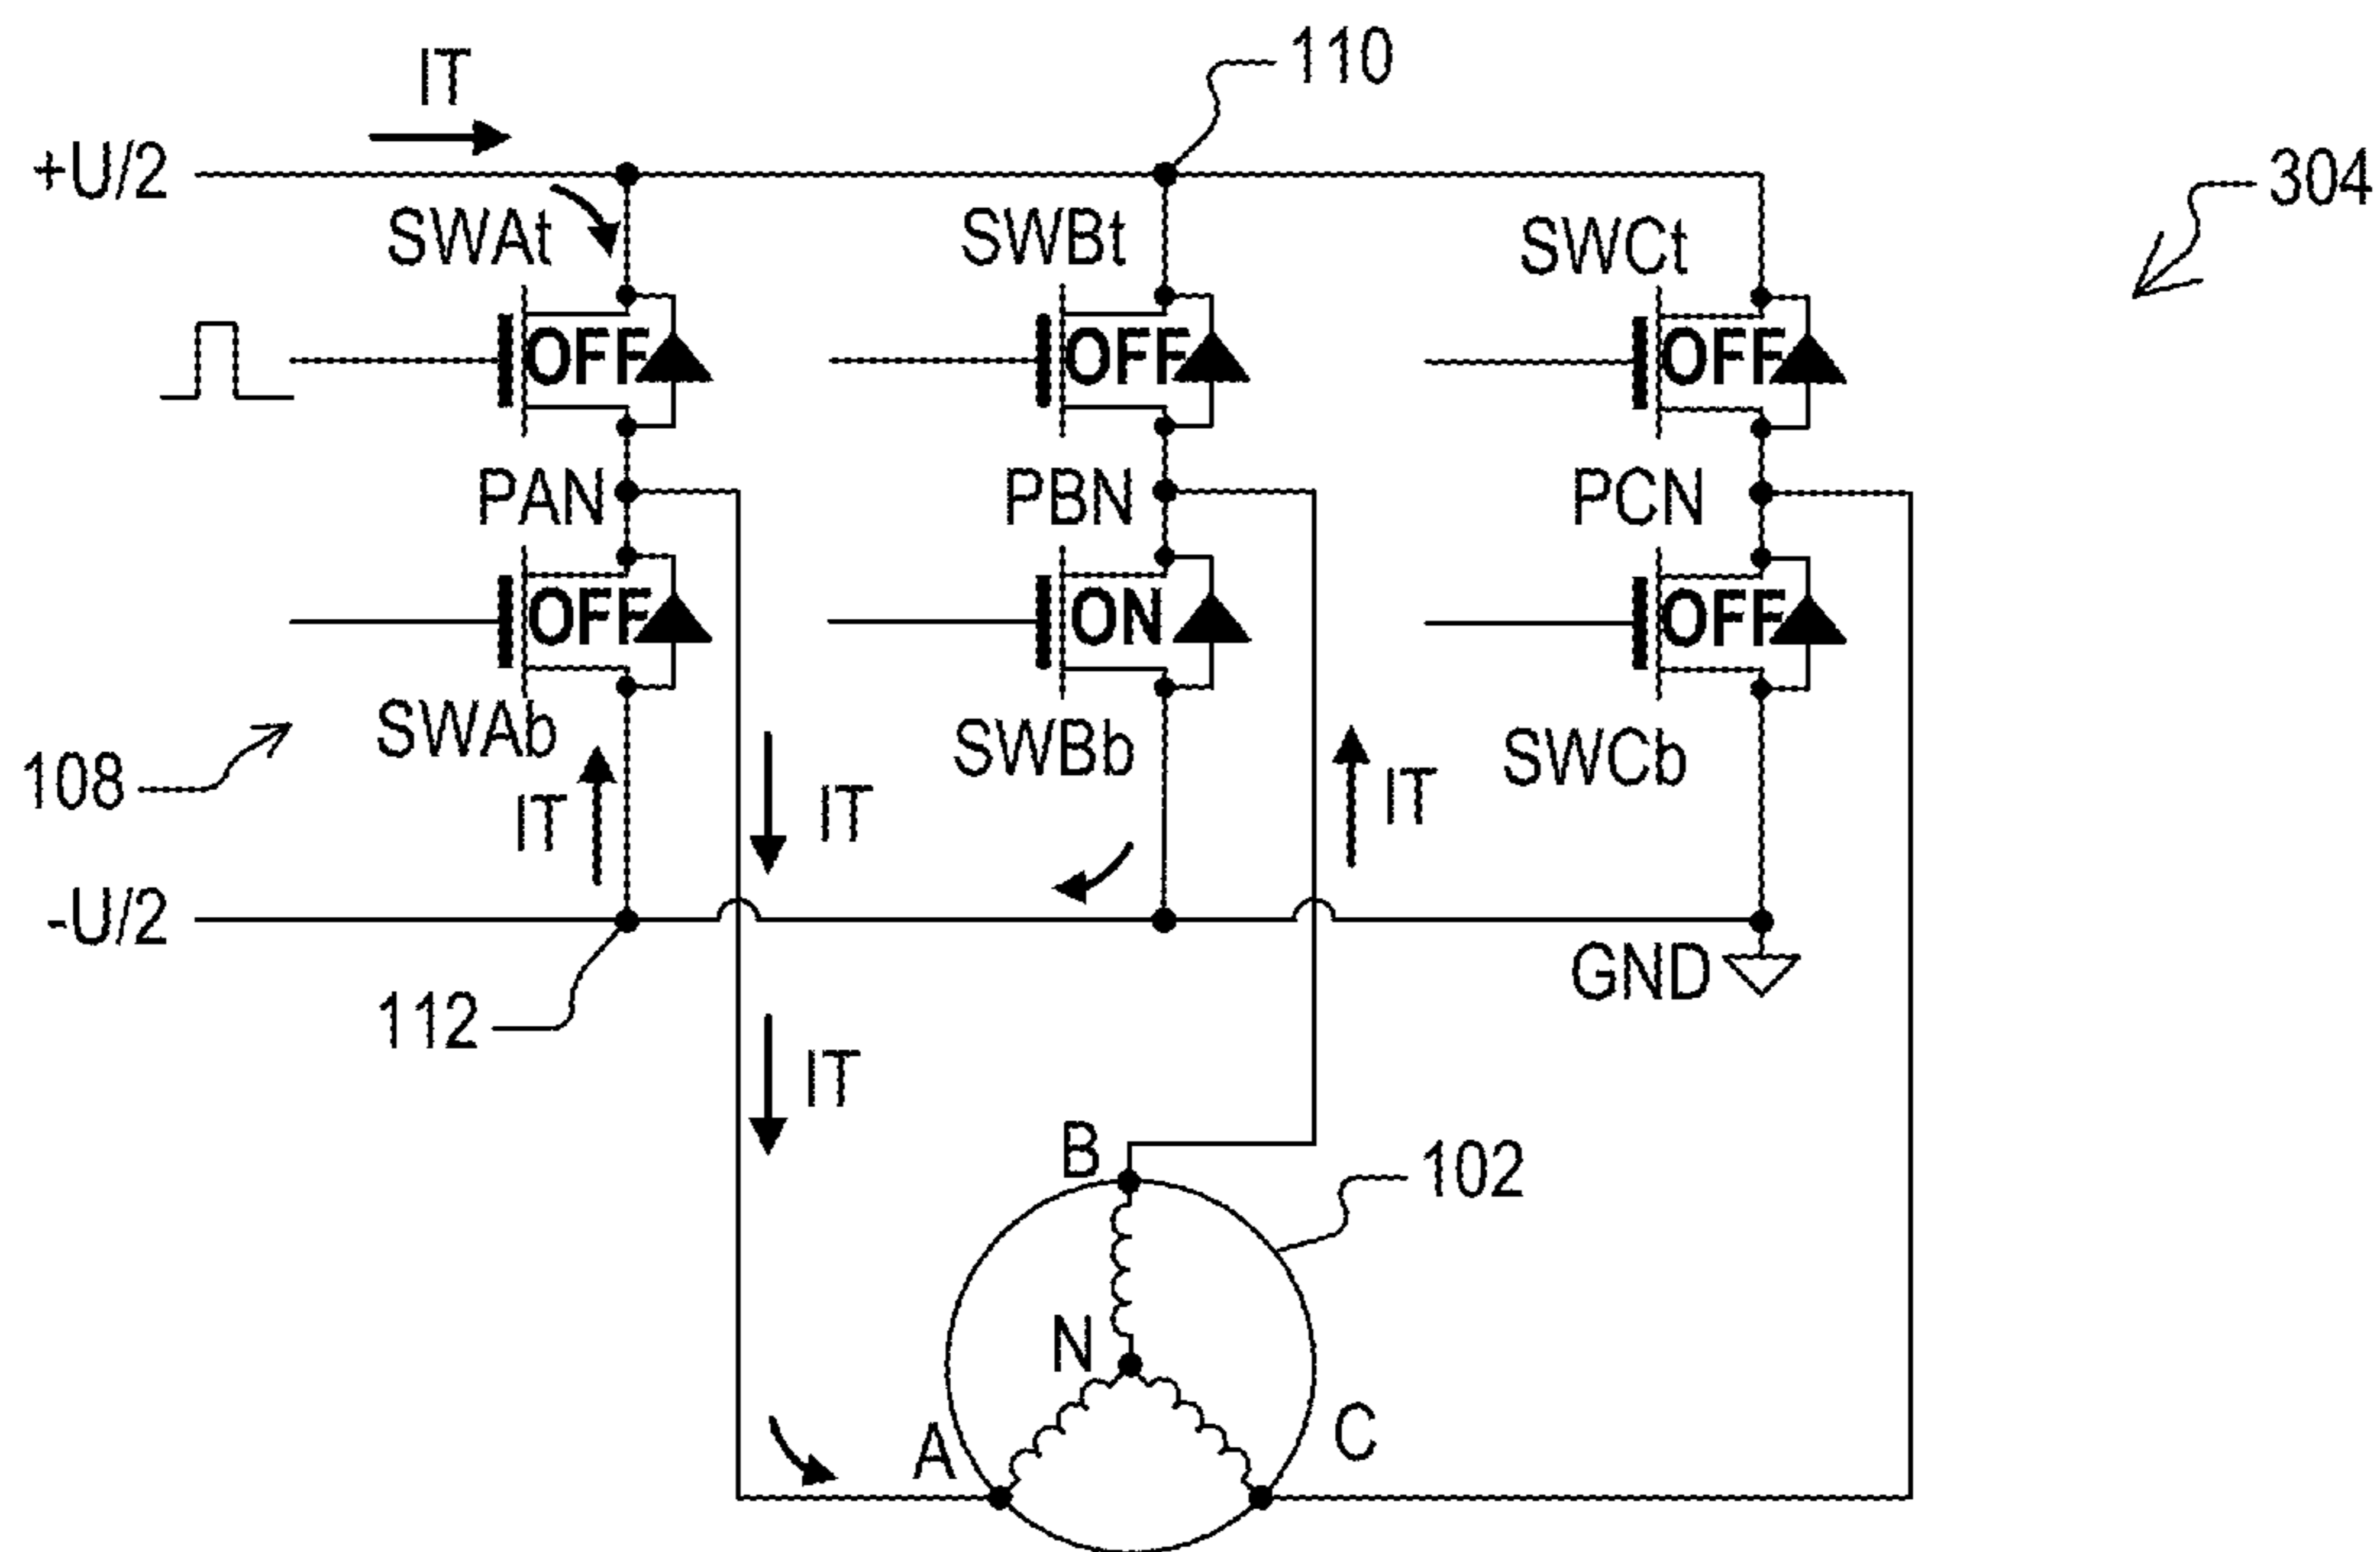 IT
110
+U/2
304
SWAt
SWBt
SWCt
OFF
OFF
OFF
PAN
PBN
PCN
OFF
ON
OFF
SWAb
SWBb
SWCb
108
IT
IT
IT
-U/2
GND
112
IT
B
102
N
A
C